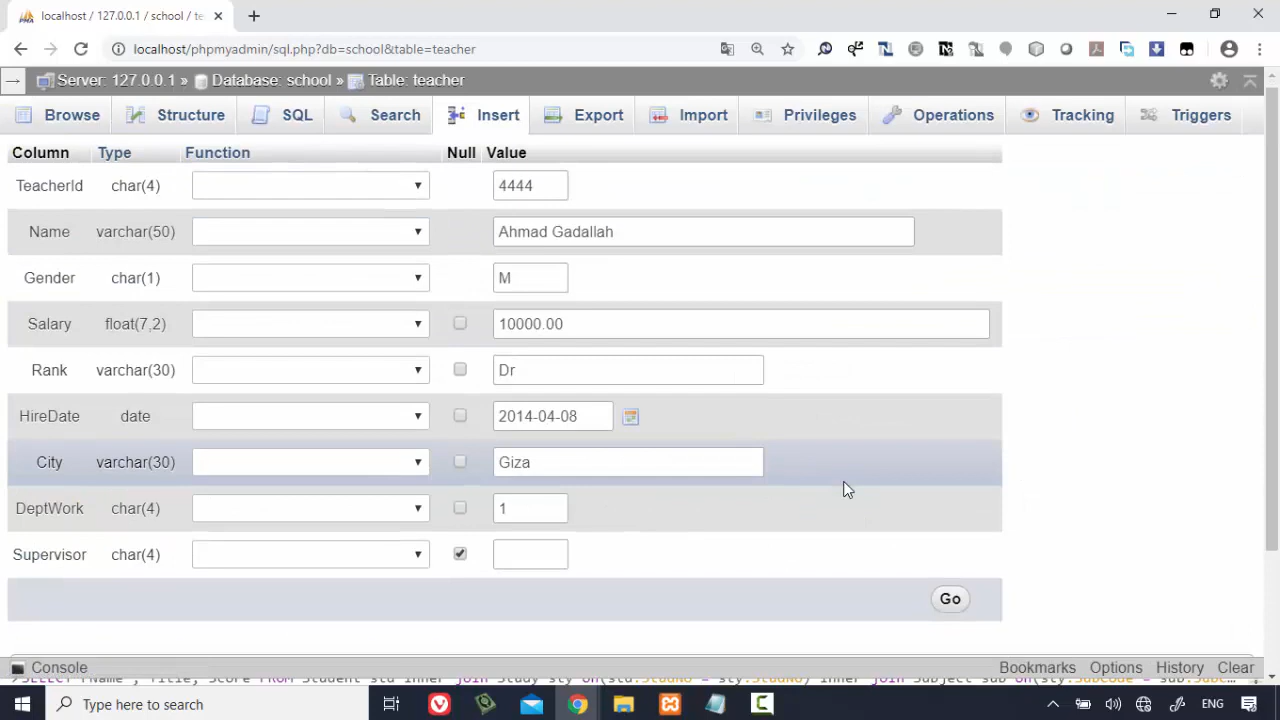 localhost / 127.0.0.1 / school / te
localhost/phpmyadmin/sql.php?db=school&table=teacher
Server: 127.0.0.1 » Database: school » Table: teacher
Browse Structure SQL Search Insert Export Import Privileges Operations Tracking Triggers
Column Type Function Null Value
TeacherId char(4) 4444
Name varchar(50) Ahmad Gadallah
Gender char(1) M
Salary float(7,2) 10000.00
Rank varchar(30) Dr
HireDate date 2014-04-08
City varchar(30) Giza
DeptWork char(4) 1
Supervisor char(4)
Go
Console Bookmarks Options History Clear
Type here to search ENG